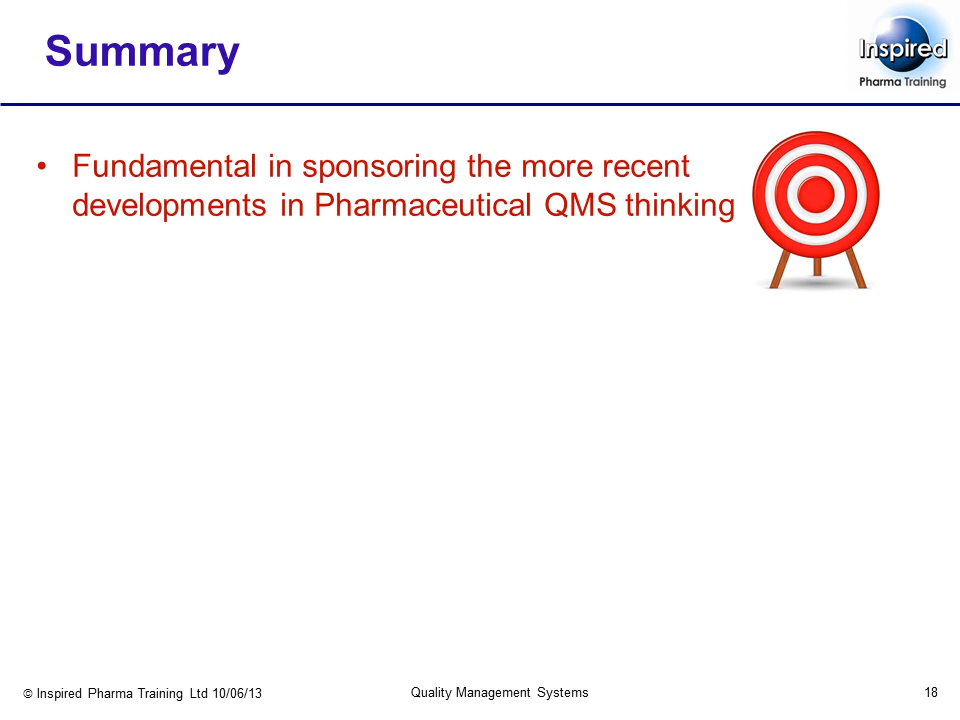 Summary
Inspired
Pharma Training
• Fundamental in sponsoring the more recent
developments in Pharmaceutical QMS thinking
© Inspired Pharma Training Ltd 10/06/13
Quality Management Systems
18